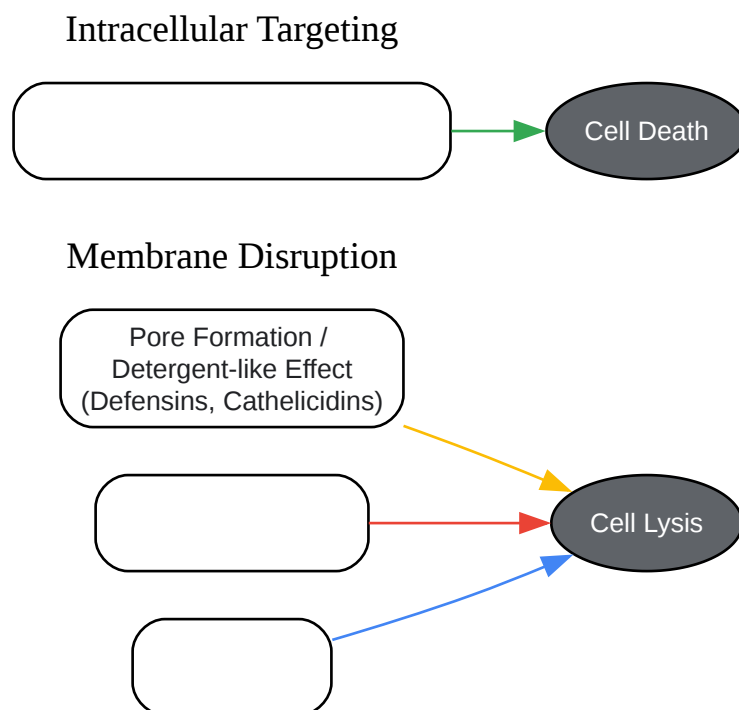 Intracellular Targeting
Cell Death
Membrane Disruption
Pore Formation /
Detergent-like Effect
(Defensins, Cathelicidins)
Cell Lysis